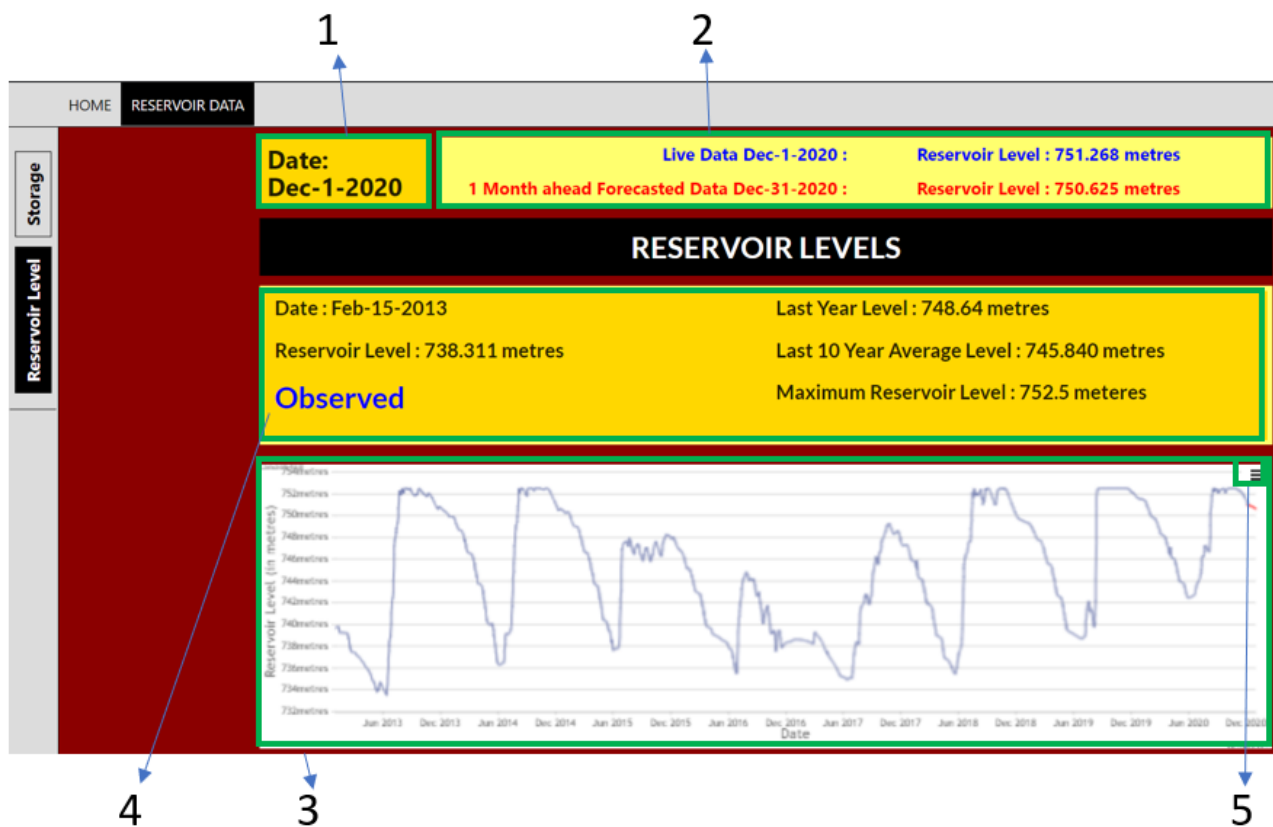 1
2
HOME RESERVOIR DATA
Storage
Reservoir Level
Date:
Dec-1-2020
Live Data Dec-1-2020 : Reservoir Level : 751.268 metres
1 Month ahead Forecasted Data Dec-31-2020 : Reservoir Level : 750.625 metres
RESERVOIR LEVELS
Date : Feb-15-2013
Last Year Level : 748.64 metres
Reservoir Level : 738.311 metres
Last 10 Year Average Level : 745.840 metres
Observed
Maximum Reservoir Level : 752.5 meteres
Reservoir Level (in metres)
754metres
752metres
750metres
748metres
746metres
744metres
742metres
740metres
738metres
736metres
734metres
732metres
Jun 2013 Dec 2013 Jun 2014 Dec 2014 Jun 2015 Dec 2015 Jun 2016 Dec 2016 Jun 2017 Dec 2017 Jun 2018 Dec 2018 Jun 2019 Dec 2019 Jun 2020 Dec 2020
Date
4
3
5